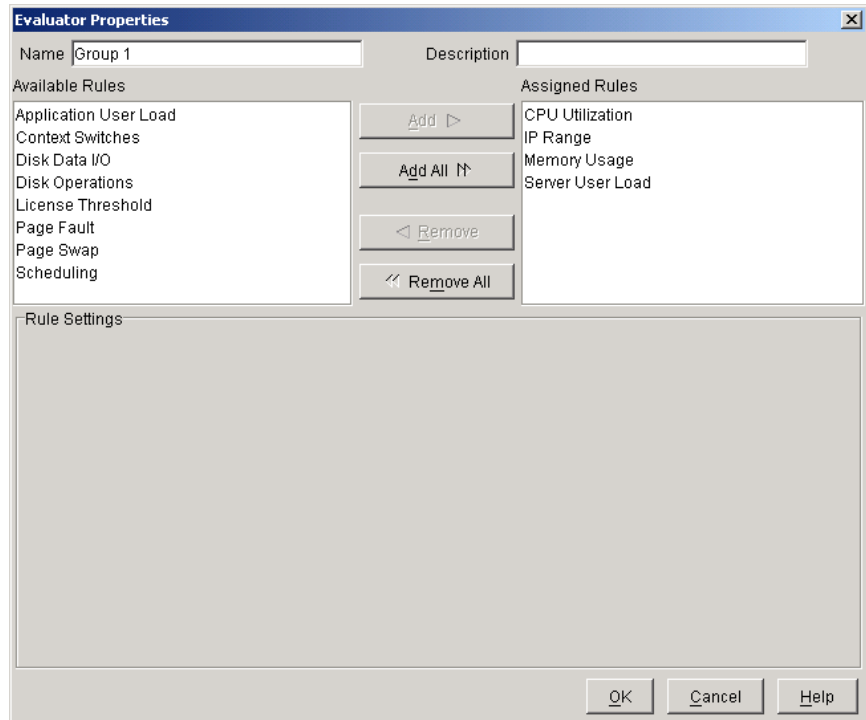 Evaluator Properties
Name Group 1 Description
Available Rules
Application User Load
Context Switches
Disk Data I/O
Disk Operations
License Threshold
Page Fault
Page Swap
Scheduling
Add
Add All
Remove
Remove All
Assigned Rules
CPU Utilization
IP Range
Memory Usage
Server User Load
Rule Settings
OK Cancel Help